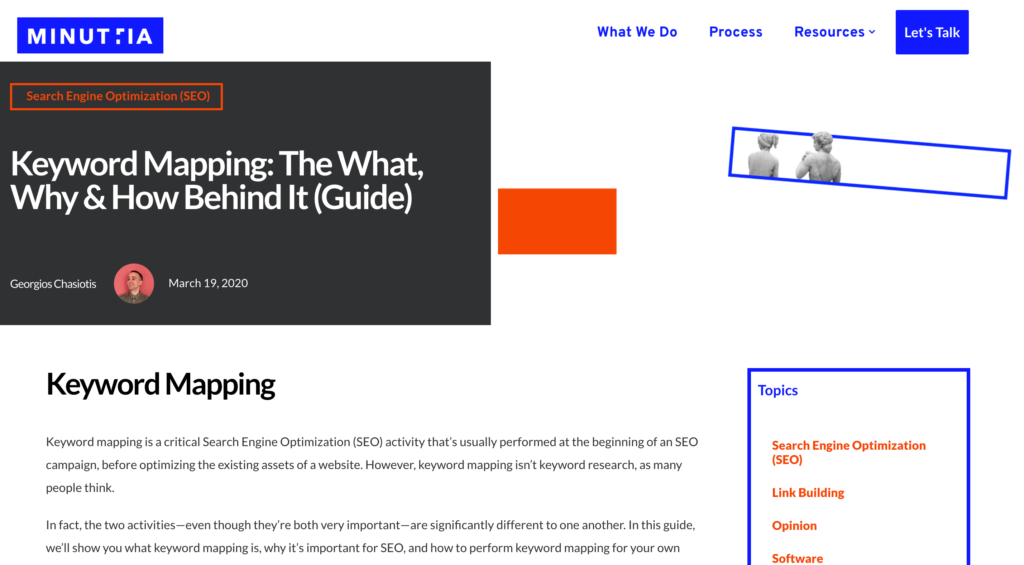 MINUTTIA
What We Do
Process
Resources
Let's Talk
Search Engine Optimization (SEO)
Keyword Mapping: The What,
Why & How Behind It (Guide)
Georgios Chasiotis
March 19, 2020
Keyword Mapping
Keyword mapping is a critical Search Engine Optimization (SEO) activity that’s usually performed at the beginning of an SEO
campaign, before optimizing the existing assets of a website. However, keyword mapping isn’t keyword research, as many
people think.
In fact, the two activities—even though they’re both very important—are significantly different to one another. In this guide,
we’ll show you what keyword mapping is, why it’s important for SEO, and how to perform keyword mapping for your own
Topics
Search Engine Optimization
(SEO)
Link Building
Opinion
Software